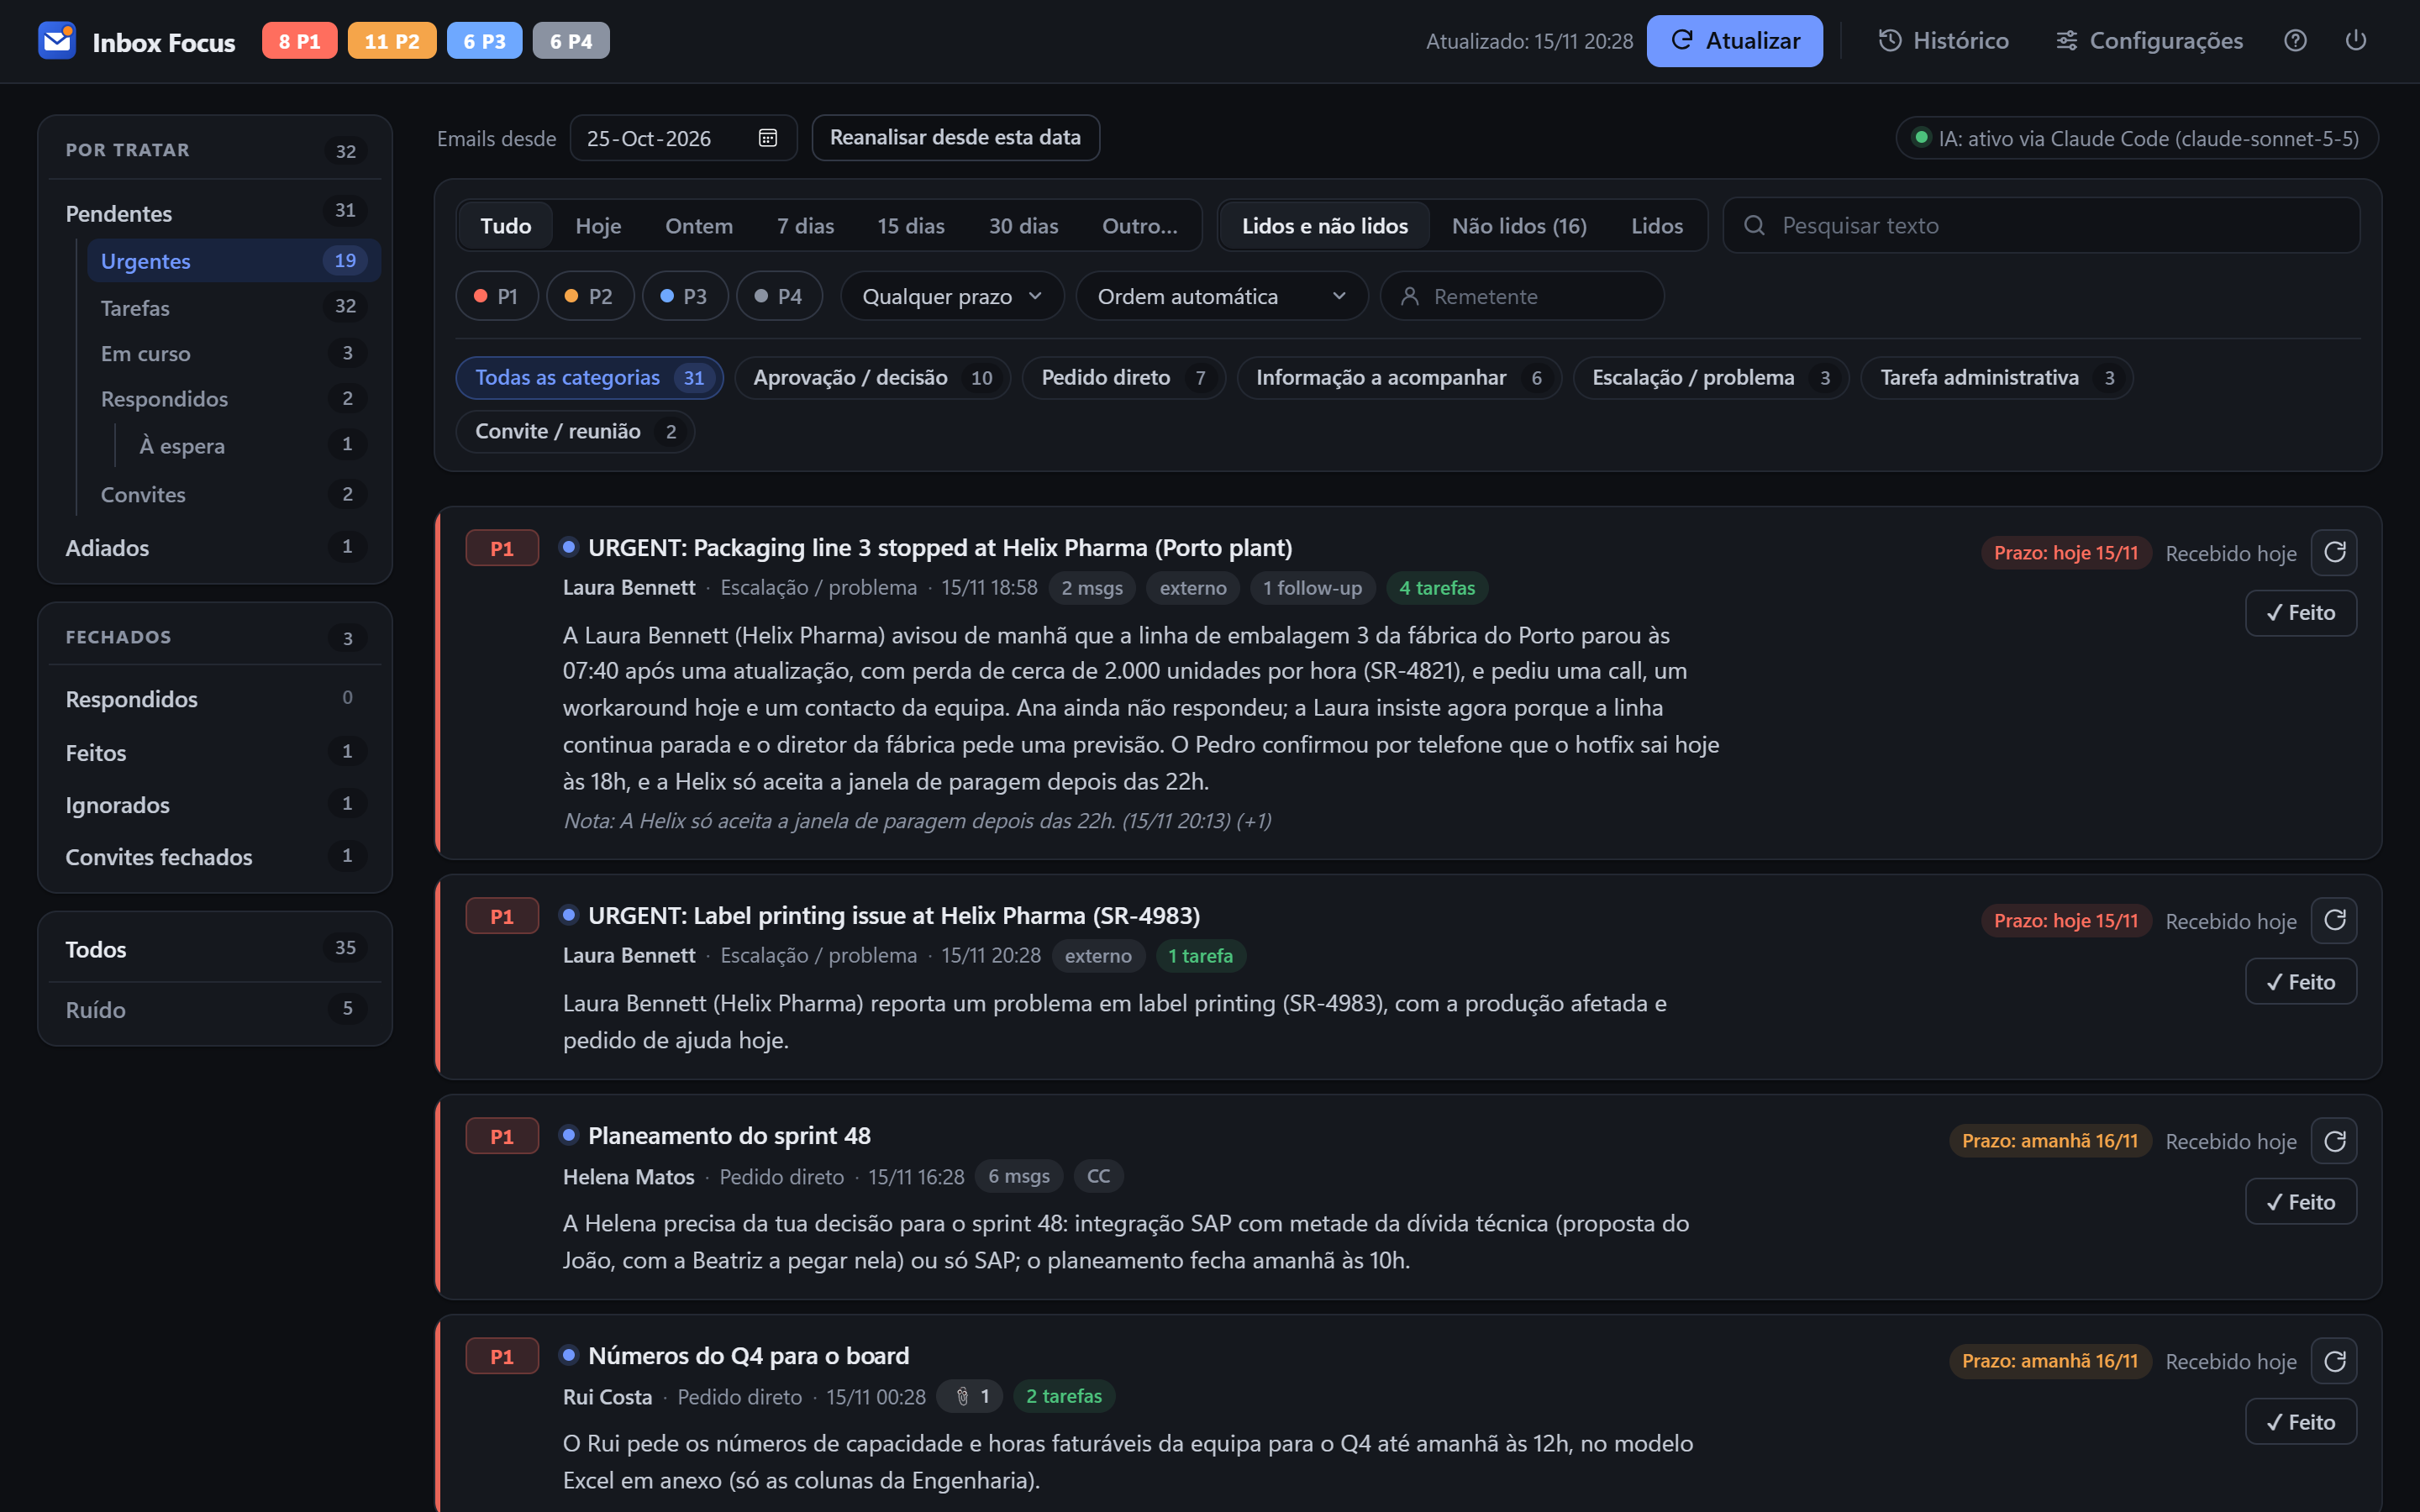 Inbox Focus
8 P1
11 P2
6 P3
6 P4
Atualizado: 15/11 20:28
Atualizar
Histórico
Configurações
POR TRATAR 32
Pendentes 31
Urgentes 19
Tarefas 32
Em curso 3
Respondidos 2
À espera 1
Convites 2
Adiados 1
FECHADOS 3
Respondidos 0
Feitos 1
Ignorados 1
Convites fechados 1
Todos 35
Ruído 5
Emails desde 25-Oct-2026 Reanalisar desde esta data
IA: ativo via Claude Code (claude-sonnet-5-5)
Tudo Hoje Ontem 7 dias 15 dias 30 dias Outro...
Lidos e não lidos Não lidos (16) Lidos
Pesquisar texto
P1 P2 P3 P4 Qualquer prazo Ordem automática Remetente
Todas as categorias 31 Aprovação / decisão 10 Pedido direto 7 Informação a acompanhar 6 Escalação / problema 3 Tarefa administrativa 3
Convite / reunião 2
P1 URGENT: Packaging line 3 stopped at Helix Pharma (Porto plant)
Prazo: hoje 15/11 Recebido hoje
Laura Bennett · Escalação / problema · 15/11 18:58 2 msgs externo 1 follow-up 4 tarefas
✓ Feito
A Laura Bennett (Helix Pharma) avisou de manhã que a linha de embalagem 3 da fábrica do Porto parou às
07:40 após uma atualização, com perda de cerca de 2.000 unidades por hora (SR-4821), e pediu uma call, um
workaround hoje e um contacto da equipa. Ana ainda não respondeu; a Laura insiste agora porque a linha
continua parada e o diretor da fábrica pede uma previsão. O Pedro confirmou por telefone que o hotfix sai hoje
às 18h, e a Helix só aceita a janela de paragem depois das 22h.
Nota: A Helix só aceita a janela de paragem depois das 22h. (15/11 20:13) (+1)
P1 URGENT: Label printing issue at Helix Pharma (SR-4983)
Prazo: hoje 15/11 Recebido hoje
Laura Bennett · Escalação / problema · 15/11 20:28 externo 1 tarefa
✓ Feito
Laura Bennett (Helix Pharma) reporta um problema em label printing (SR-4983), com a produção afetada e
pedido de ajuda hoje.
P1 Planeamento do sprint 48
Prazo: amanhã 16/11 Recebido hoje
Helena Matos · Pedido direto · 15/11 16:28 6 msgs CC
✓ Feito
A Helena precisa da tua decisão para o sprint 48: integração SAP com metade da dívida técnica (proposta do
João, com a Beatriz a pegar nela) ou só SAP; o planeamento fecha amanhã às 10h.
P1 Números do Q4 para o board
Prazo: amanhã 16/11 Recebido hoje
Rui Costa · Pedido direto · 15/11 00:28 1 2 tarefas
✓ Feito
O Rui pede os números de capacidade e horas faturáveis da equipa para o Q4 até amanhã às 12h, no modelo
Excel em anexo (só as colunas da Engenharia).